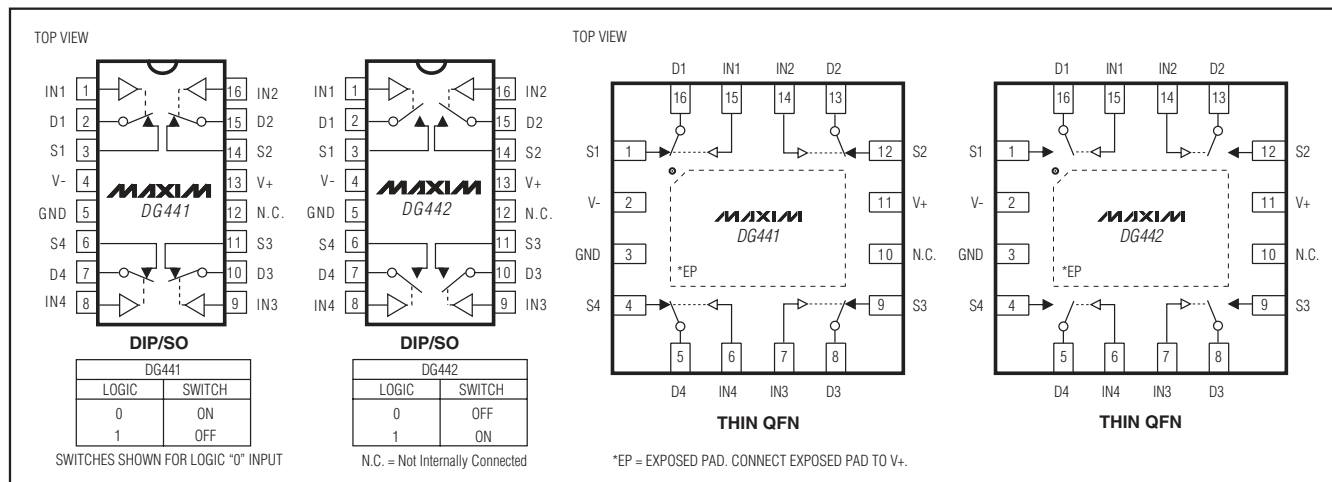 TOP VIEW
IN1 1 16 IN2
D1 2 15 D2
S1 3 14 S2
V- 4 13 V+
GND 5 12 N.C.
S4 6 11 S3
D4 7 10 D3
IN4 8 9 IN3
MAXIM
DG441
DIP/SO
DG441
LOGIC SWITCH
0 ON
1 OFF
SWITCHES SHOWN FOR LOGIC “0” INPUT
IN1 1 16 IN2
D1 2 15 D2
S1 3 14 S2
V- 4 13 V+
GND 5 12 N.C.
S4 6 11 S3
D4 7 10 D3
IN4 8 9 IN3
MAXIM
DG442
DIP/SO
DG442
LOGIC SWITCH
0 OFF
1 ON
N.C. = Not Internally Connected
TOP VIEW
D1 IN1 IN2 D2
16 15 14 13
S1 1 12 S2
V- 2 11 V+
GND 3 10 N.C.
S4 4 9 S3
MAXIM
DG441
*EP
5 6 7 8
D4 IN4 IN3 D3
THIN QFN
D1 IN1 IN2 D2
16 15 14 13
S1 1 12 S2
V- 2 11 V+
GND 3 10 N.C.
S4 4 9 S3
MAXIM
DG442
*EP
5 6 7 8
D4 IN4 IN3 D3
THIN QFN
*EP = EXPOSED PAD. CONNECT EXPOSED PAD TO V+.